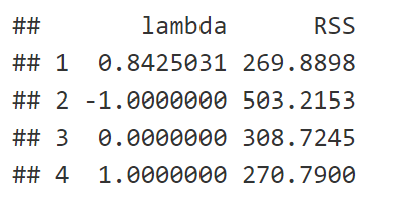 ##       lambda      RSS
## 1  0.8425031 269.8898
## 2 -1.0000000 503.2153
## 3  0.0000000 308.7245
## 4  1.0000000 270.7900